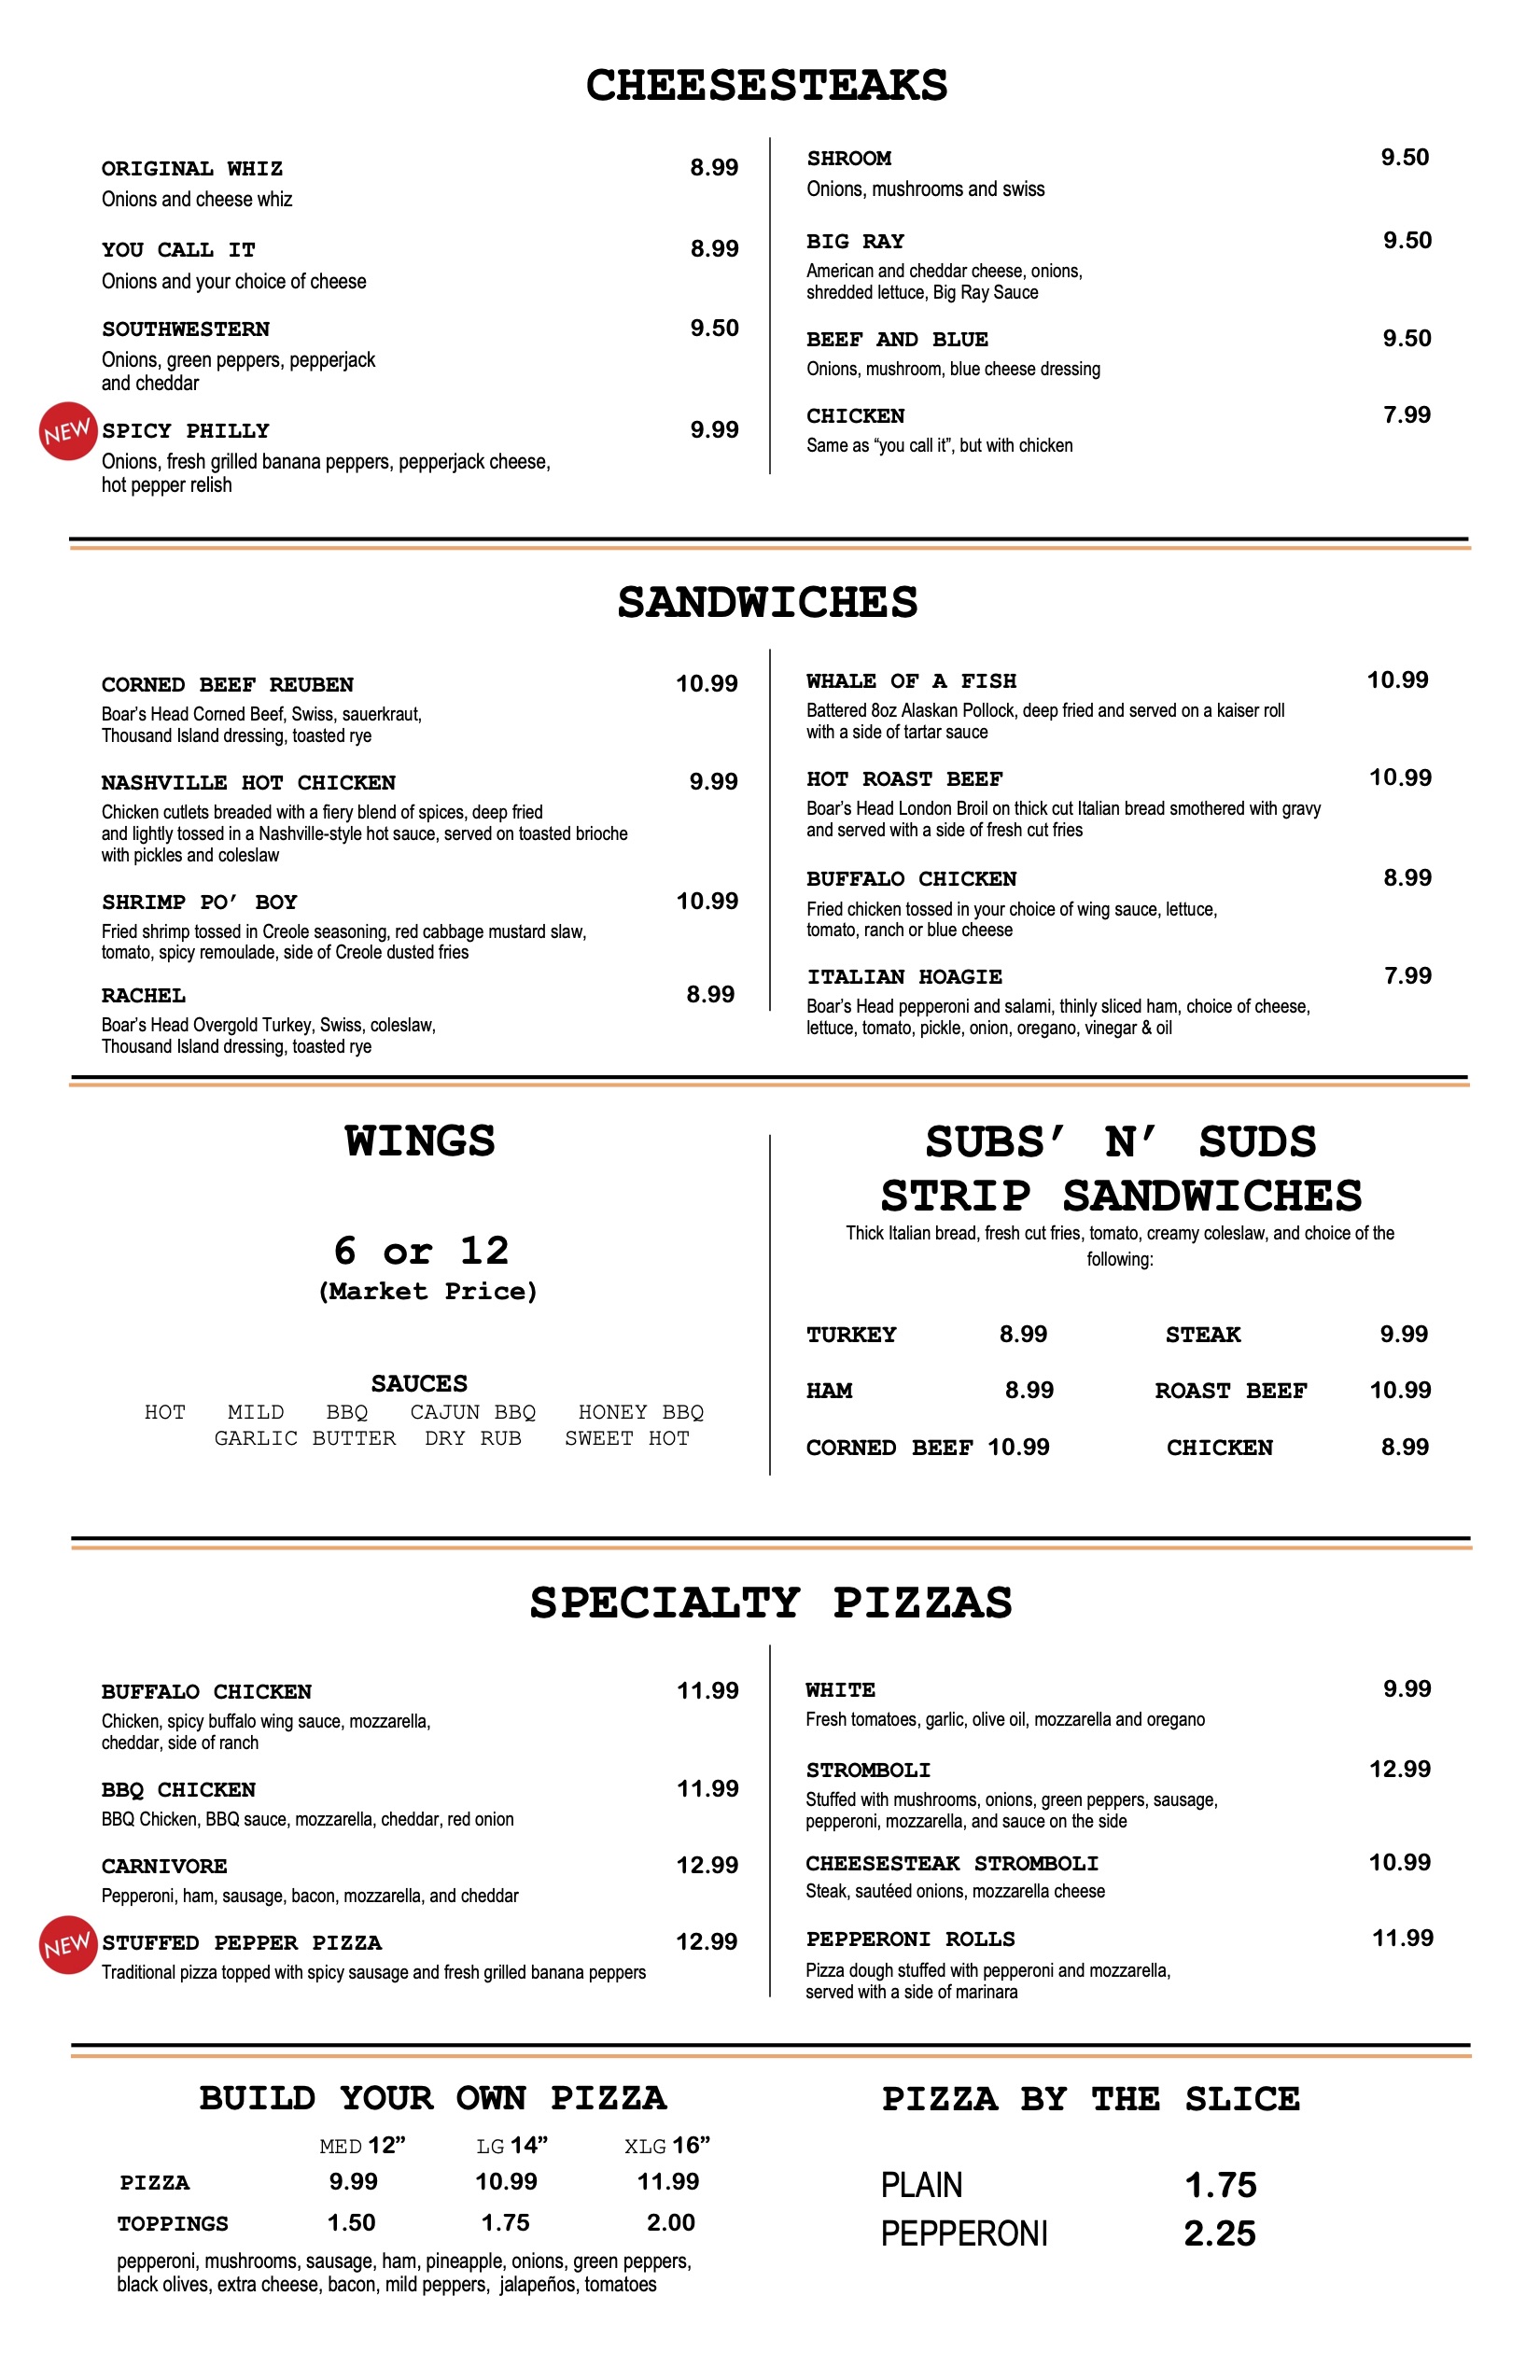 CHEESESTEAKS
ORIGINAL WHIZ 8.99
Onions and cheese whiz
YOU CALL IT 8.99
Onions and your choice of cheese
SOUTHWESTERN 9.50
Onions, green peppers, pepperjack
and cheddar
NEW SPICY PHILLY 9.99
Onions, fresh grilled banana peppers, pepperjack cheese,
hot pepper relish
SHROOM 9.50
Onions, mushrooms and swiss
BIG RAY 9.50
American and cheddar cheese, onions,
shredded lettuce, Big Ray Sauce
BEEF AND BLUE 9.50
Onions, mushroom, blue cheese dressing
CHICKEN 7.99
Same as “you call it”, but with chicken
SANDWICHES
CORNED BEEF REUBEN 10.99
Boar’s Head Corned Beef, Swiss, sauerkraut,
Thousand Island dressing, toasted rye
NASHVILLE HOT CHICKEN 9.99
Chicken cutlets breaded with a fiery blend of spices, deep fried
and lightly tossed in a Nashville-style hot sauce, served on toasted brioche
with pickles and coleslaw
SHRIMP PO’ BOY 10.99
Fried shrimp tossed in Creole seasoning, red cabbage mustard slaw,
tomato, spicy remoulade, side of Creole dusted fries
RACHEL 8.99
Boar’s Head Overgold Turkey, Swiss, coleslaw,
Thousand Island dressing, toasted rye
WHALE OF A FISH 10.99
Battered 8oz Alaskan Pollock, deep fried and served on a kaiser roll
with a side of tartar sauce
HOT ROAST BEEF 10.99
Boar’s Head London Broil on thick cut Italian bread smothered with gravy
and served with a side of fresh cut fries
BUFFALO CHICKEN 8.99
Fried chicken tossed in your choice of wing sauce, lettuce,
tomato, ranch or blue cheese
ITALIAN HOAGIE 7.99
Boar’s Head pepperoni and salami, thinly sliced ham, choice of cheese,
lettuce, tomato, pickle, onion, oregano, vinegar & oil
WINGS
6 or 12
(Market Price)
SAUCES
HOT MILD BBQ CAJUN BBQ HONEY BBQ
GARLIC BUTTER DRY RUB SWEET HOT
SUBS’ N’ SUDS
STRIP SANDWICHES
Thick Italian bread, fresh cut fries, tomato, creamy coleslaw, and choice of the
following:
TURKEY 8.99 STEAK 9.99
HAM 8.99 ROAST BEEF 10.99
CORNED BEEF 10.99 CHICKEN 8.99
SPECIALTY PIZZAS
BUFFALO CHICKEN 11.99
Chicken, spicy buffalo wing sauce, mozzarella,
cheddar, side of ranch
BBQ CHICKEN 11.99
BBQ Chicken, BBQ sauce, mozzarella, cheddar, red onion
CARNIVORE 12.99
Pepperoni, ham, sausage, bacon, mozzarella, and cheddar
NEW STUFFED PEPPER PIZZA 12.99
Traditional pizza topped with spicy sausage and fresh grilled banana peppers
WHITE 9.99
Fresh tomatoes, garlic, olive oil, mozzarella and oregano
STROMBOLI 12.99
Stuffed with mushrooms, onions, green peppers, sausage,
pepperoni, mozzarella, and sauce on the side
CHEESESTEAK STROMBOLI 10.99
Steak, sautéed onions, mozzarella cheese
PEPPERONI ROLLS 11.99
Pizza dough stuffed with pepperoni and mozzarella,
served with a side of marinara
BUILD YOUR OWN PIZZA
MED 12” LG 14” XLG 16”
PIZZA 9.99 10.99 11.99
TOPPINGS 1.50 1.75 2.00
pepperoni, mushrooms, sausage, ham, pineapple, onions, green peppers,
black olives, extra cheese, bacon, mild peppers, jalapeños, tomatoes
PIZZA BY THE SLICE
PLAIN 1.75
PEPPERONI 2.25